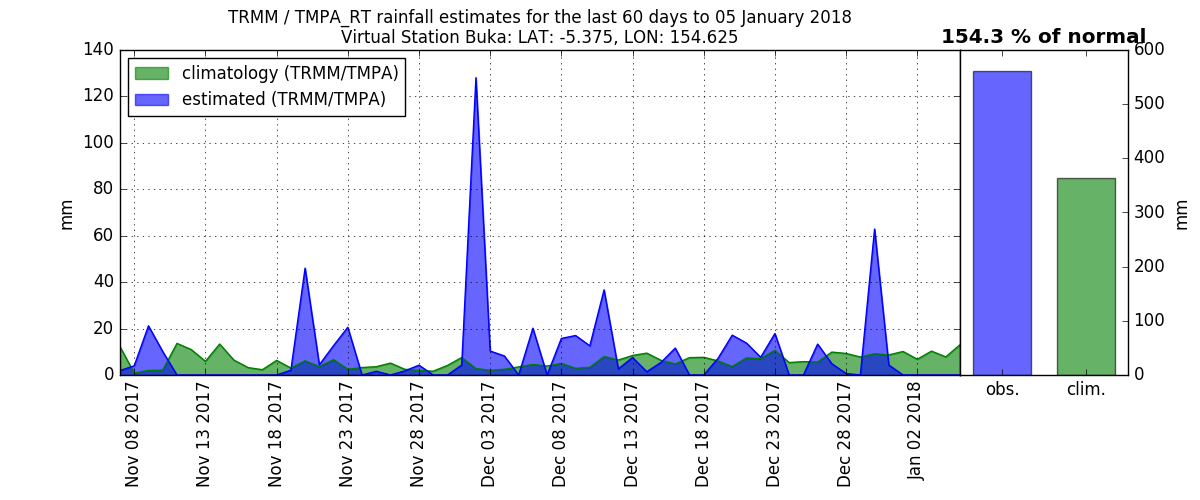 TRMM / TMPA_RT rainfall estimates for the last 60 days to 05 January 2018
Virtual Station Buka: LAT: -5.375, LON: 154.625
154.3 % of normal
climatology (TRMM/TMPA)
estimated (TRMM/TMPA)
140
120
100
80
60
40
20
0
mm
Nov 08 2017
Nov 13 2017
Nov 18 2017
Nov 23 2017
Nov 28 2017
Dec 03 2017
Dec 08 2017
Dec 13 2017
Dec 18 2017
Dec 23 2017
Dec 28 2017
Jan 02 2018
600
500
400
300
200
100
0
mm
obs.
clim.